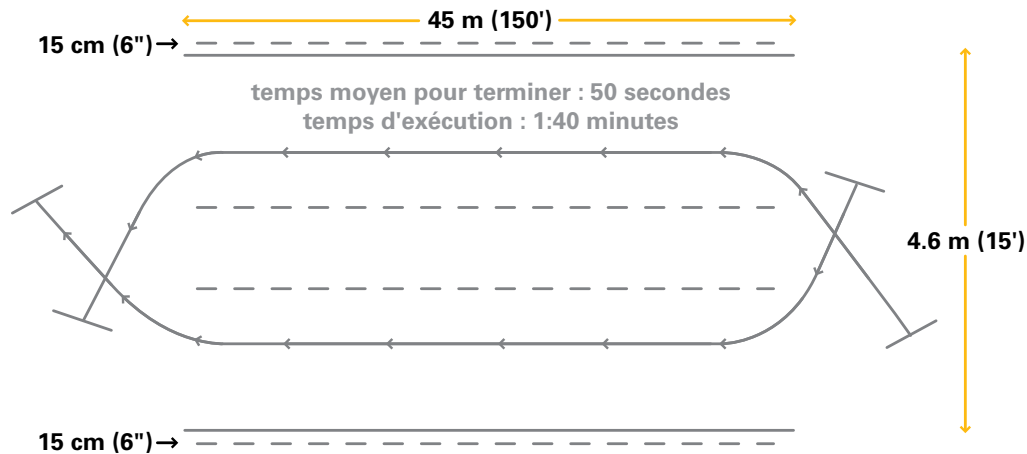 45 m (150')
15 cm (6")
temps moyen pour terminer : 50 secondes
temps d'exécution : 1:40 minutes
4.6 m (15')
15 cm (6")